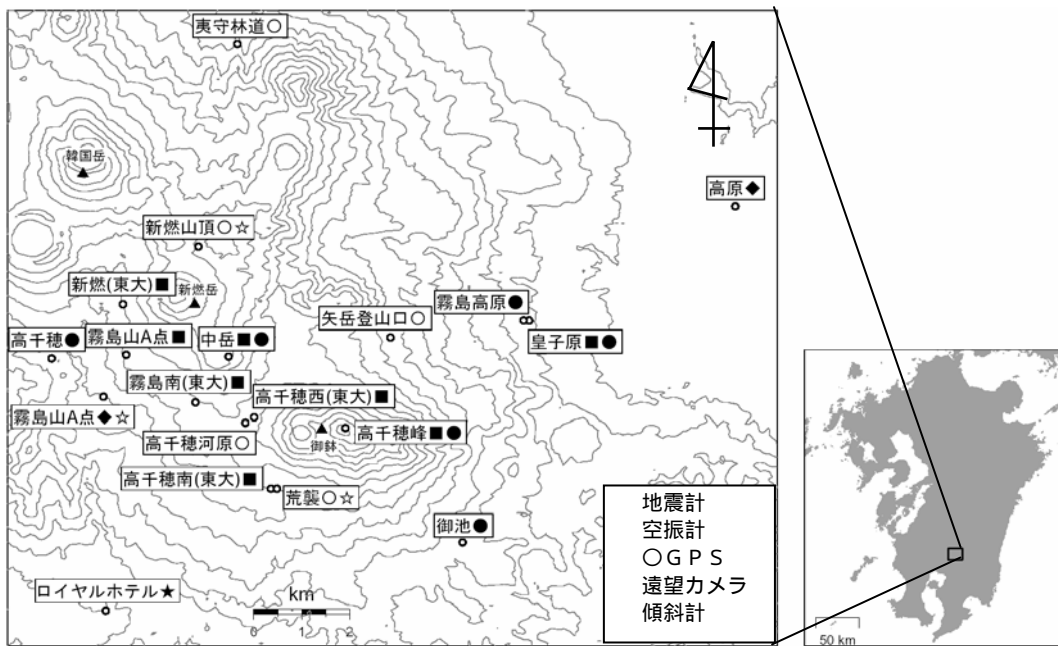 夷守林道○
韓国岳
高原◆
新燃山頂○☆
新燃(東大)■
新燃岳
霧島高原●
矢岳登山口○
高千穂●
霧島山A点■
中岳■●
皇子原■●
霧島南(東大)■
高千穂西(東大)■
霧島山A点◆☆
高千穂河原○
御鉢
高千穂峰■●
高千穂南(東大)■
荒襲○☆
御池●
ロイヤルホテル★
km
0 1 2
地震計
空振計
○GPS
遠望カメラ
傾斜計
50 km